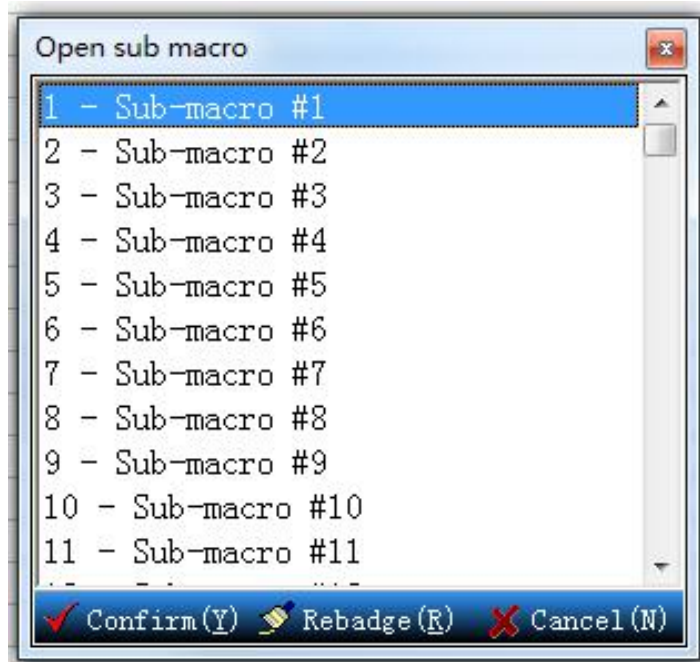 Open sub macro
1 - Sub-macro #1
2 - Sub-macro #2
3 - Sub-macro #3
4 - Sub-macro #4
5 - Sub-macro #5
6 - Sub-macro #6
7 - Sub-macro #7
8 - Sub-macro #8
9 - Sub-macro #9
10 - Sub-macro #10
11 - Sub-macro #11
Confirm(Y) Rebadge(R) Cancel(N)